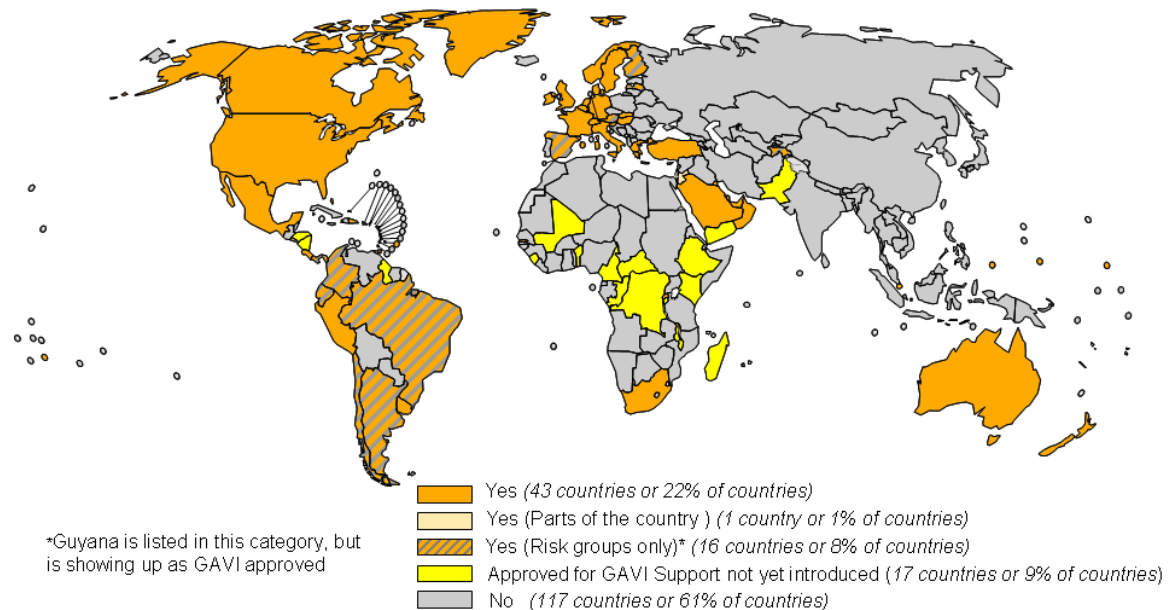 Yes (43 countries or 22% of countries)
Yes (Parts of the country ) (1 country or 1% of countries)
Yes (Risk groups only)* (16 countries or 8% of countries)
Approved for GAVI Support not yet introduced (17 countries or 9% of countries)
No (117 countries or 61% of countries)
*Guyana is listed in this category, but
is showing up as GAVI approved